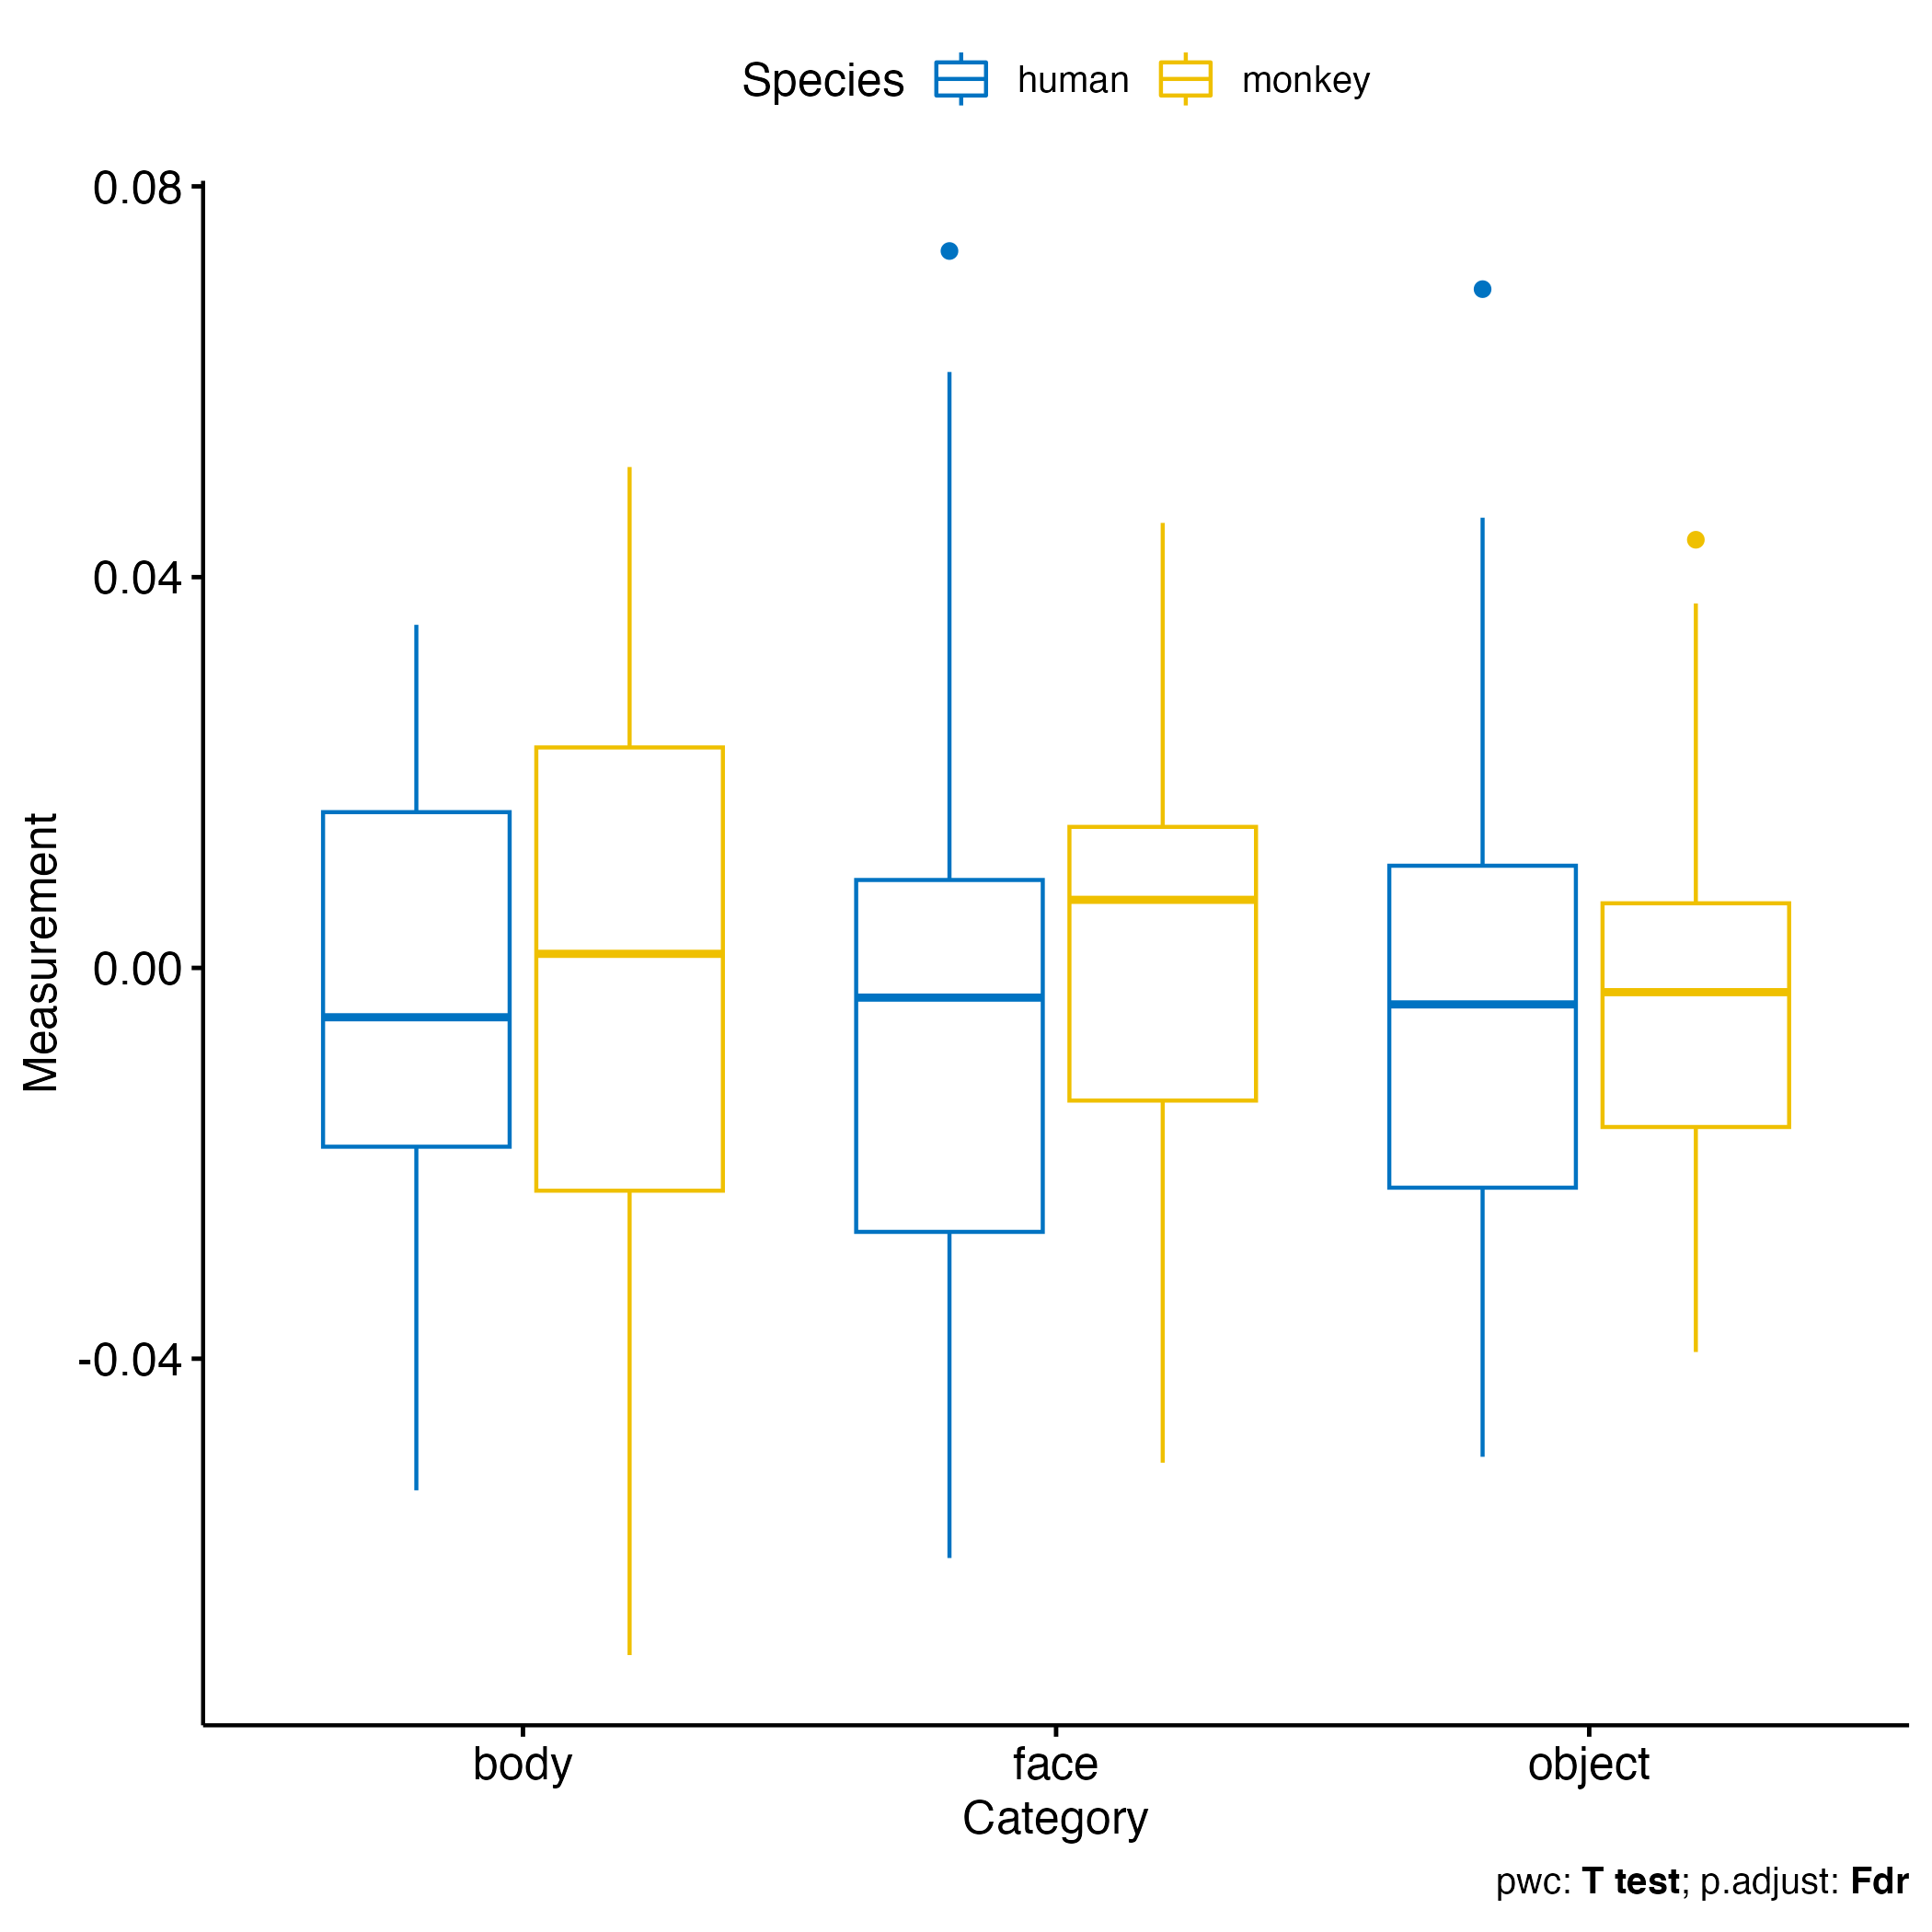 Species human monkey
0.08
0.04
0.00
-0.04
Measurement
body face object
Category
pwc: T test; p.adjust: Fdr